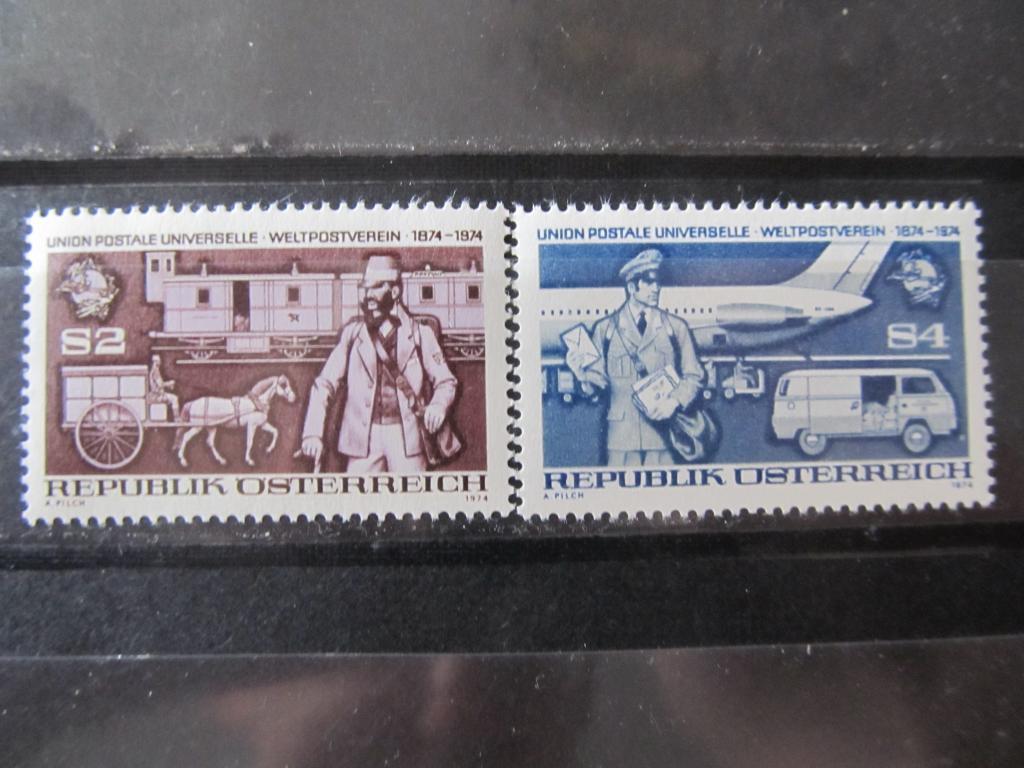 UNION POSTALE UNIVERSELLE · WELTPOSTVEREIN · 1874-1974
S2
REPUBLIK ÖSTERREICH
A. PILCH
1974
UNION POSTALE UNIVERSELLE · WELTPOSTVEREIN · 1874-1974
S4
REPUBLIK ÖSTERREICH
A. PILCH
1974